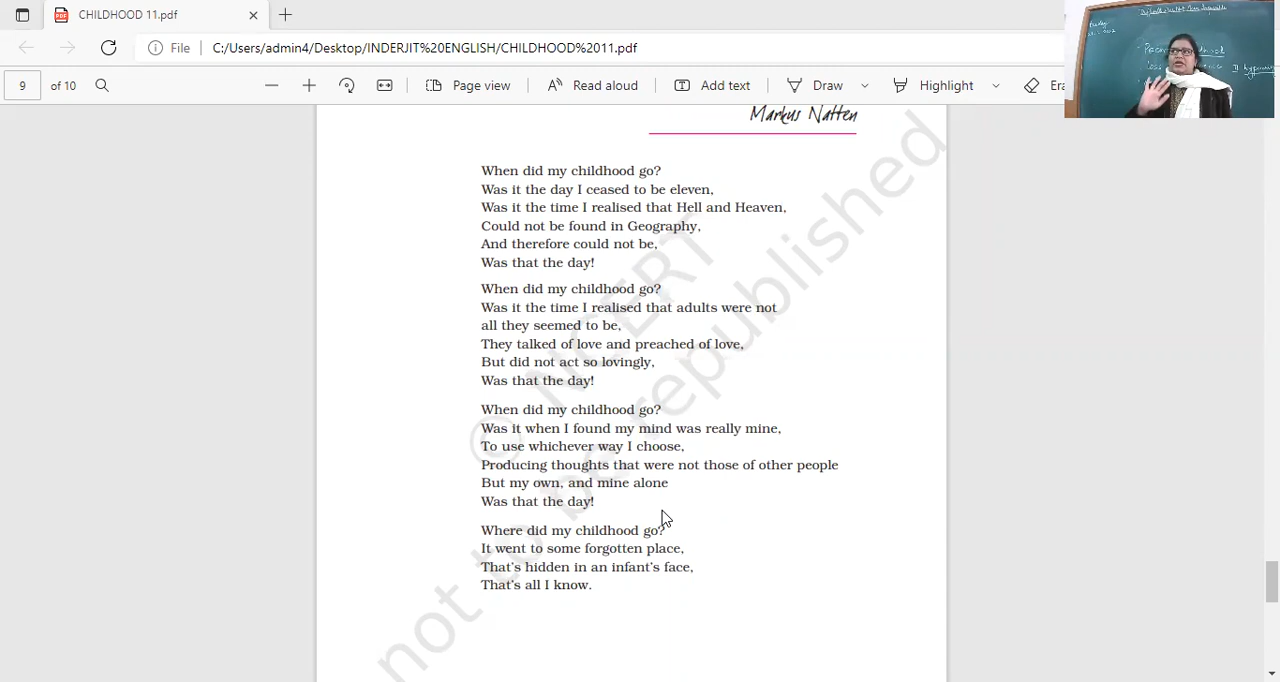 CHILDHOOD 11.pdf
File C:/Users/admin4/Desktop/INDERJIT%20ENGLISH/CHILDHOOD%2011.pdf
9 of 10 Page view Read aloud Add text Draw Highlight Era
Markus Natten
When did my childhood go?
Was it the day I ceased to be eleven,
Was it the time I realised that Hell and Heaven,
Could not be found in Geography,
And therefore could not be,
Was that the day!
When did my childhood go?
Was it the time I realised that adults were not
all they seemed to be,
They talked of love and preached of love,
But did not act so lovingly,
Was that the day!
When did my childhood go?
Was it when I found my mind was really mine,
To use whichever way I choose,
Producing thoughts that were not those of other people
But my own, and mine alone
Was that the day!
Where did my childhood go?
It went to some forgotten place,
That's hidden in an infant's face,
That's all I know.
© NCERT
not to be republished